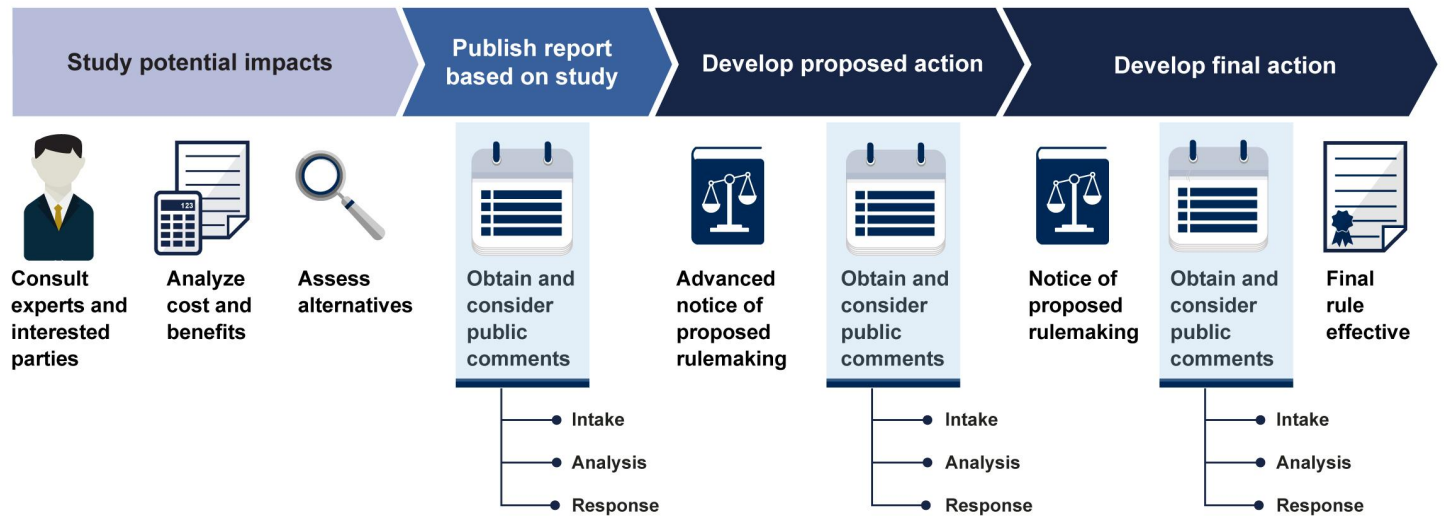 Study potential impacts
Publish report
based on study
Develop proposed action
Develop final action
123
Consult
experts and
interested
parties
Analyze
cost and
benefits
Assess
alternatives
Obtain and
consider
public
comments
Advanced
notice of
proposed
rulemaking
Obtain and
consider
public
comments
Notice of
proposed
rulemaking
Obtain and
consider
public
comments
Final
rule
effective
Intake
Analysis
Response
Intake
Analysis
Response
Intake
Analysis
Response